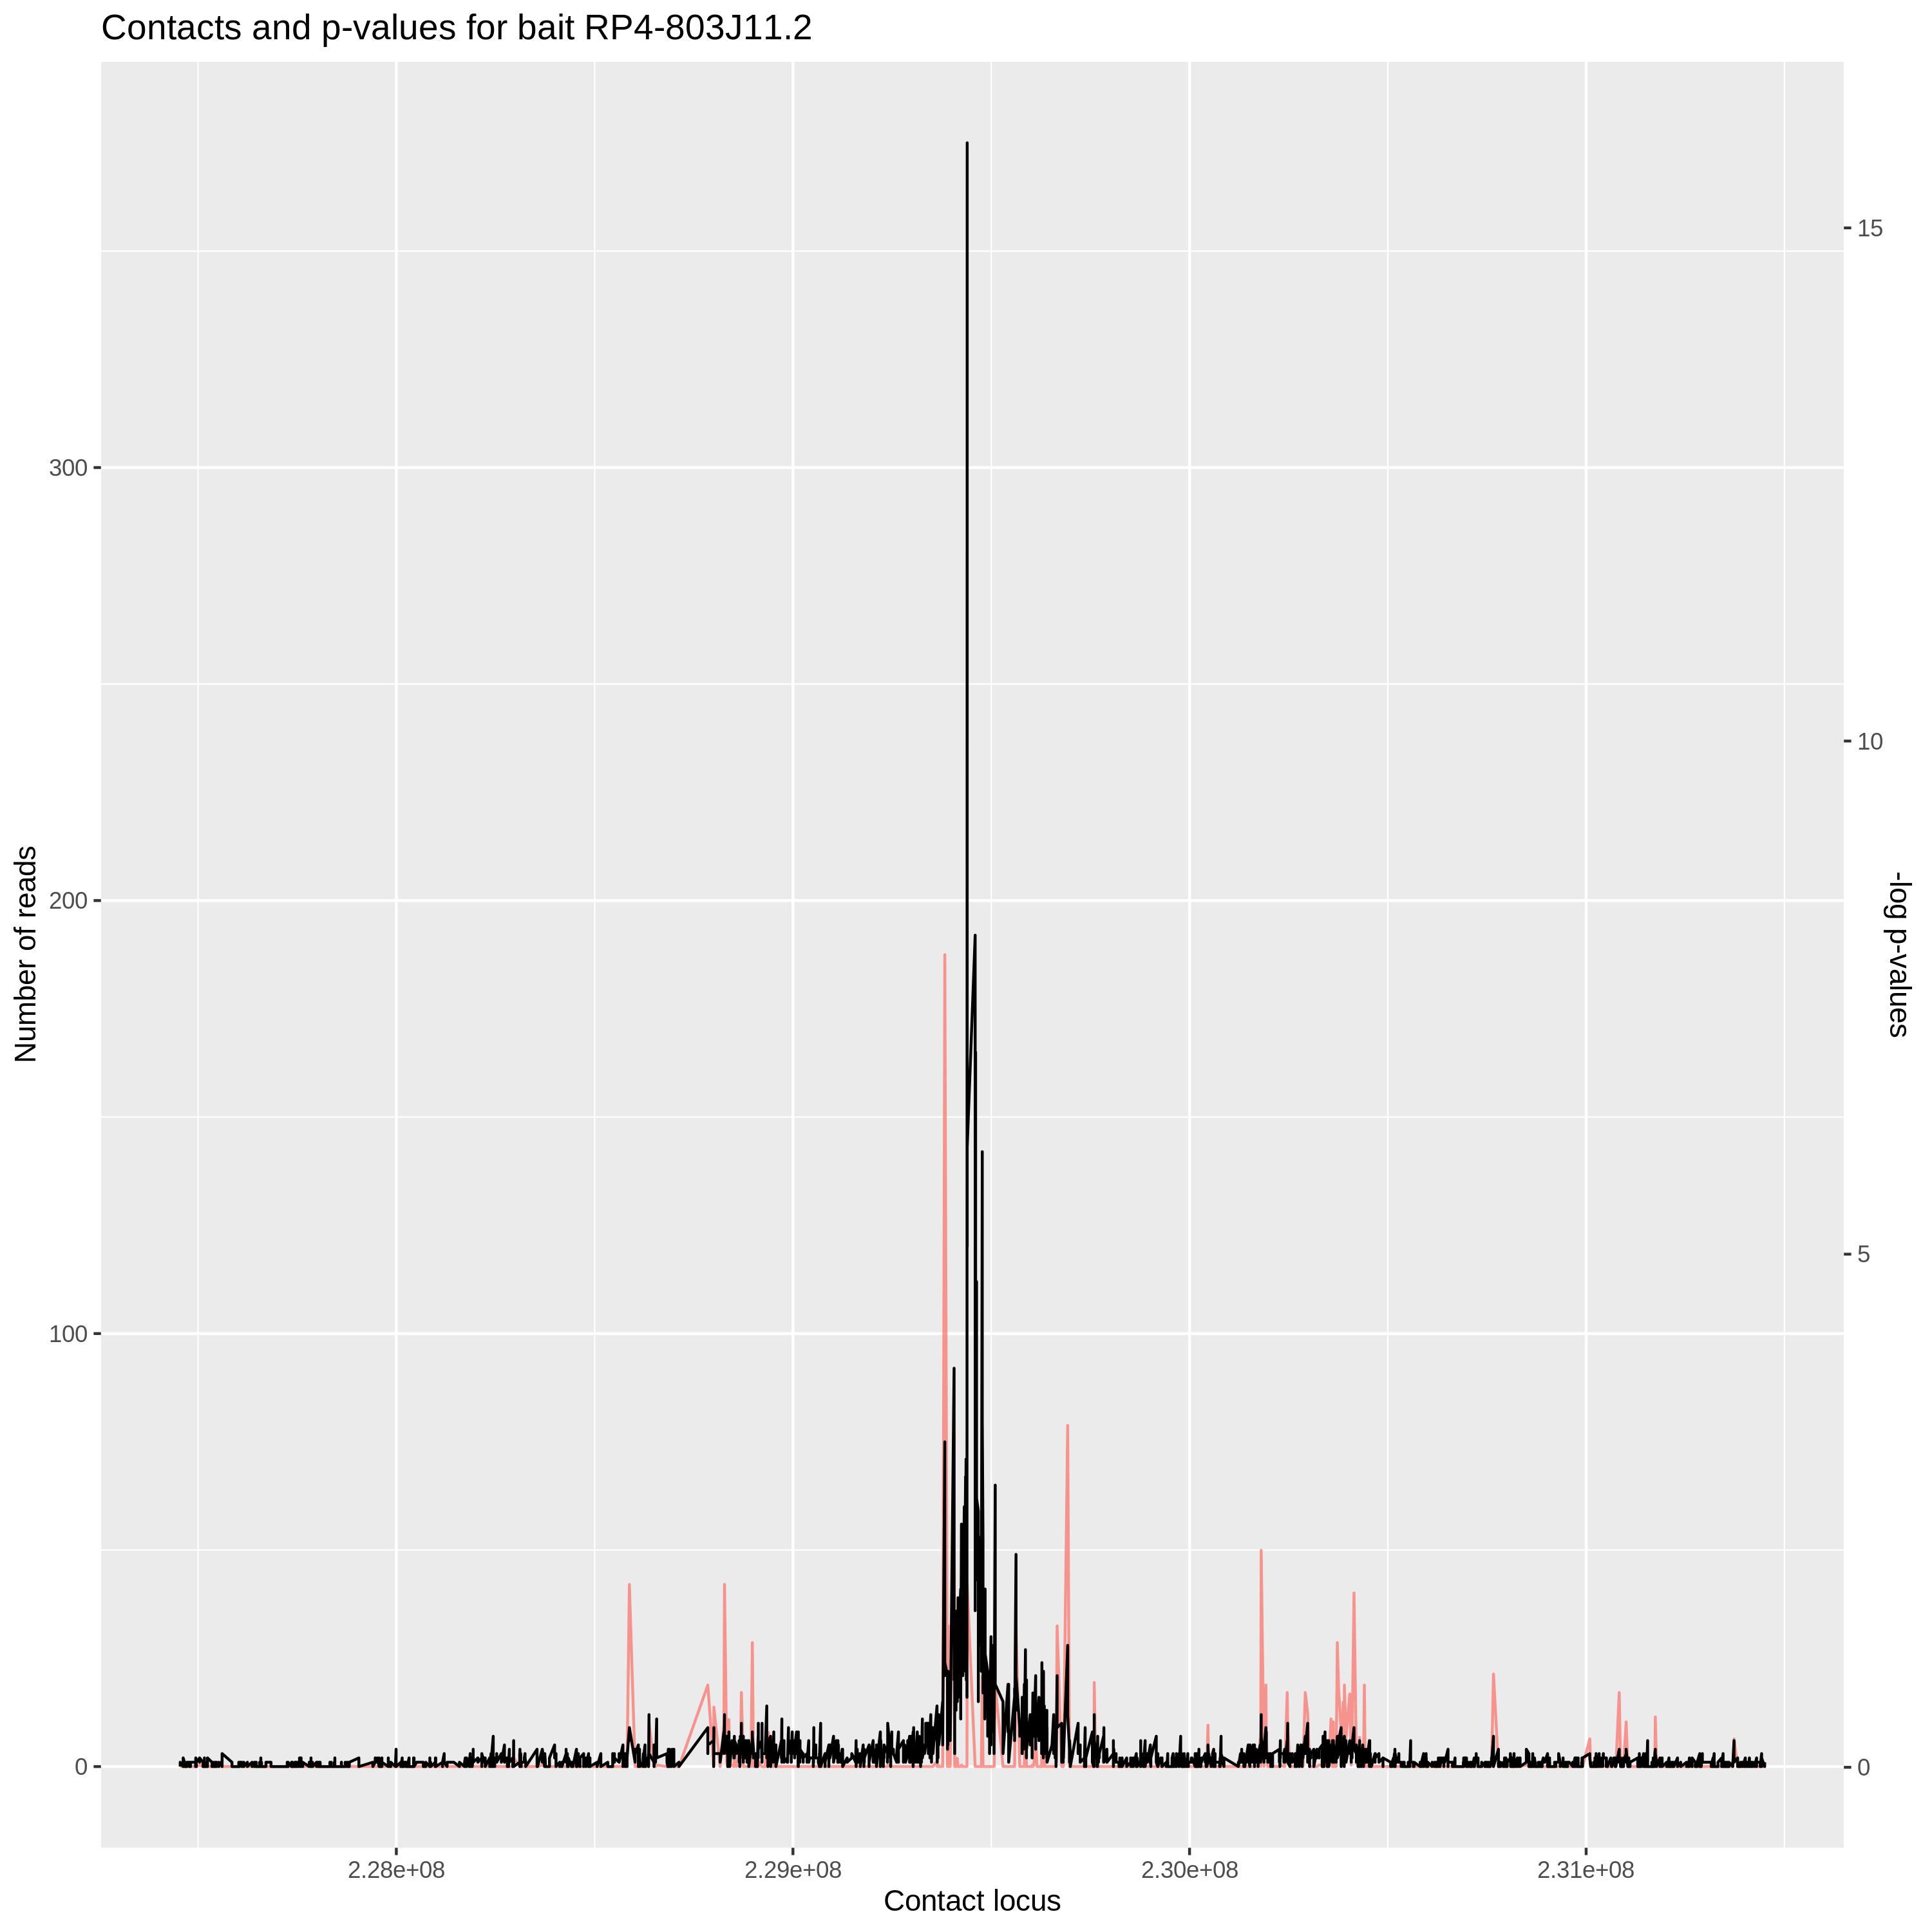 Contacts and p-values for bait RP4-803J11.2
Number of reads
300
200
100
0
15
10
5
0
-log p-values
2.28e+08
2.29e+08
2.30e+08
2.31e+08
Contact locus